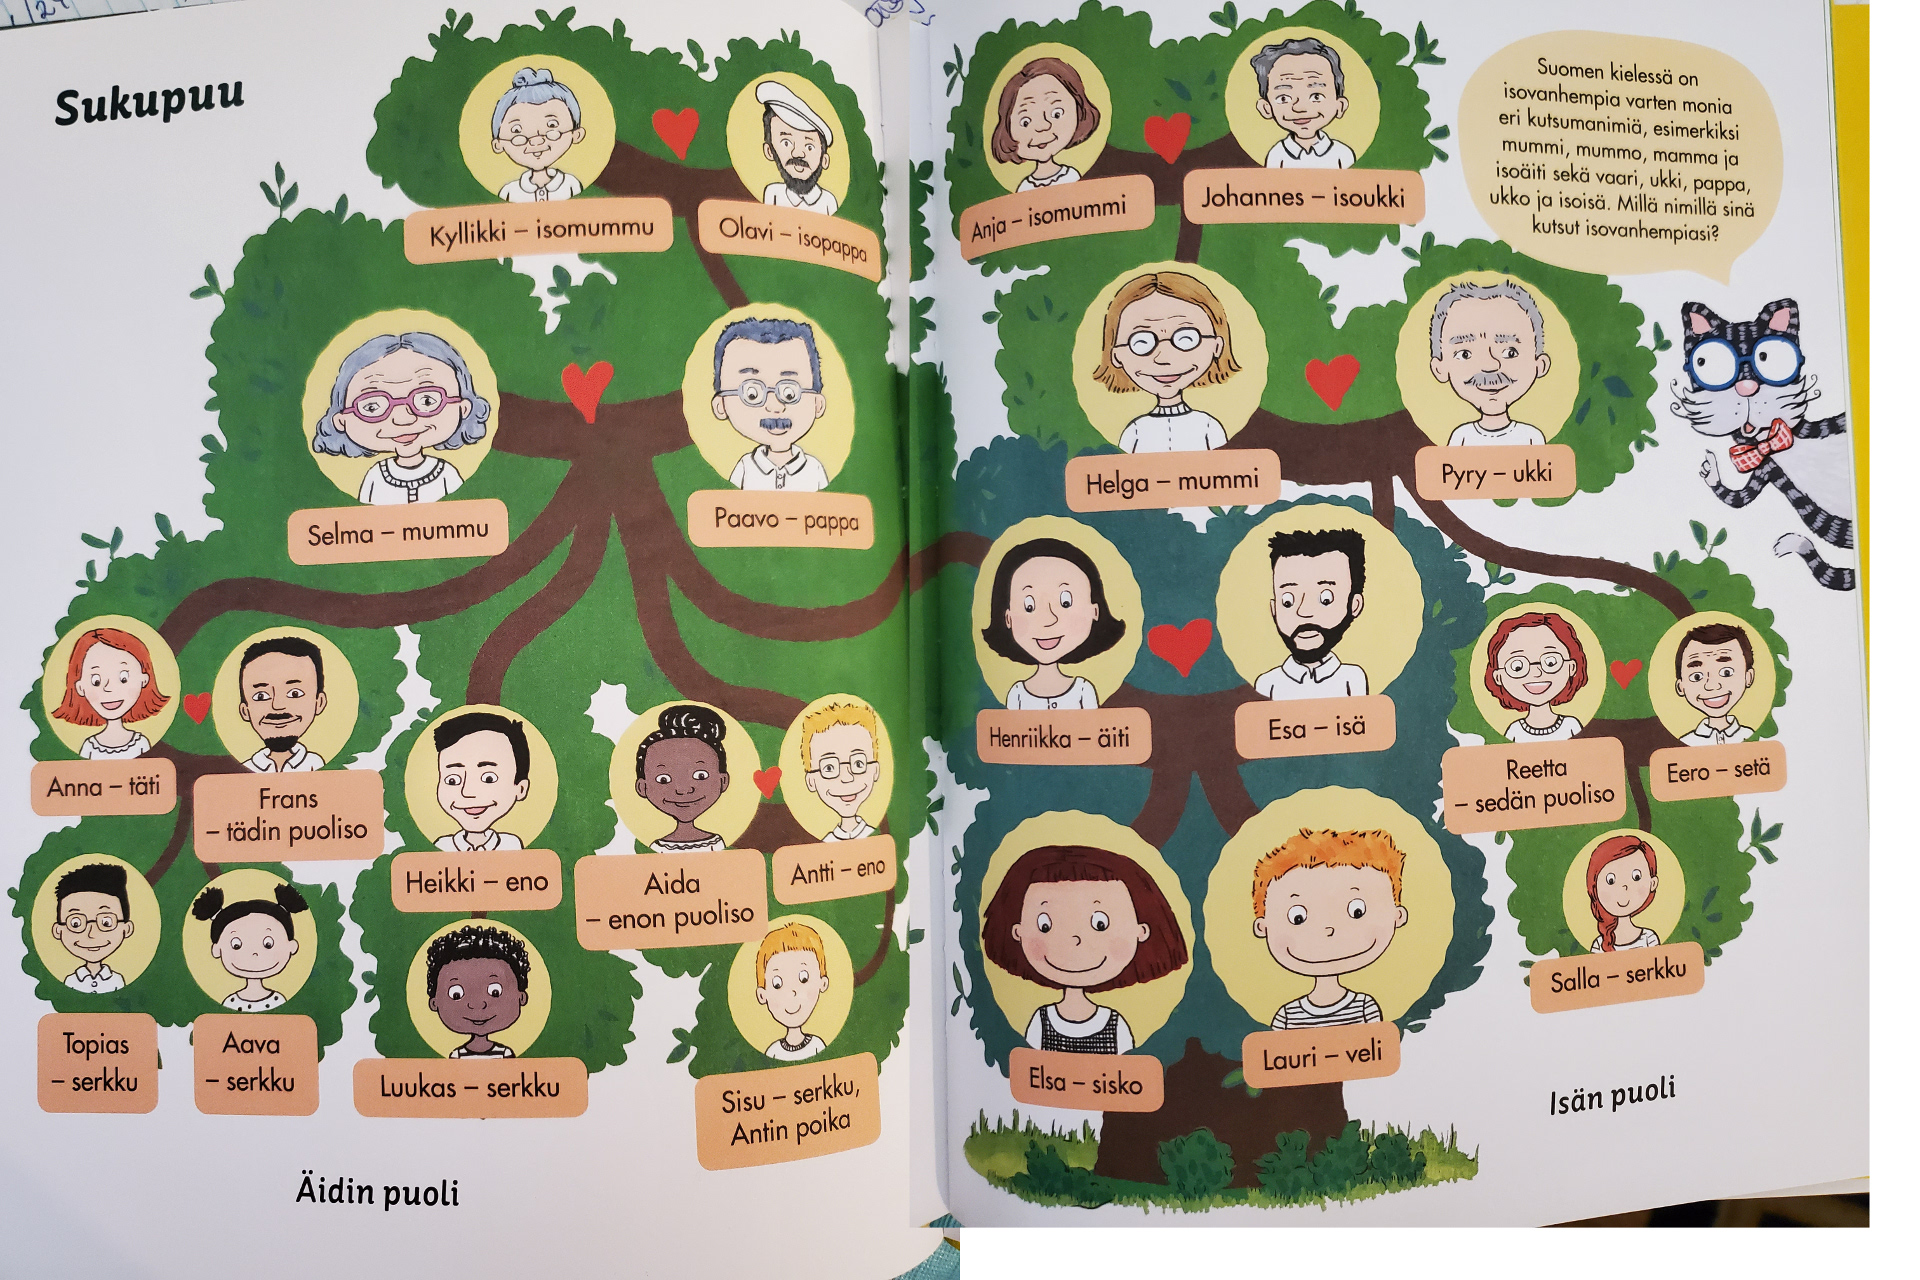 Sukupuu
Kyllikki – isomummu
Olavi – isopappa
Selma – mummu
Paavo – pappa
Anna – täti
Frans
– tädin puoliso
Heikki – eno
Aida
– enon puoliso
Antti – eno
Topias
– serkku
Aava
– serkku
Luukas – serkku
Sisu – serkku,
Antin poika
Äidin puoli
Anja – isomummi
Johannes – isoukki
Suomen kielessä on
isovanhempia varten monia
eri kutsumanimiä, esimerkiksi
mummi, mummo, mamma ja
isoäiti sekä vaari, ukki, pappa,
ukko ja isoisä. Millä nimillä sinä
kutsut isovanhempiasi?
Helga – mummi
Pyry – ukki
Henriikka – äiti
Esa – isä
Reetta
– sedän puoliso
Eero – setä
Salla – serkku
Elsa – sisko
Lauri – veli
Isän puoli